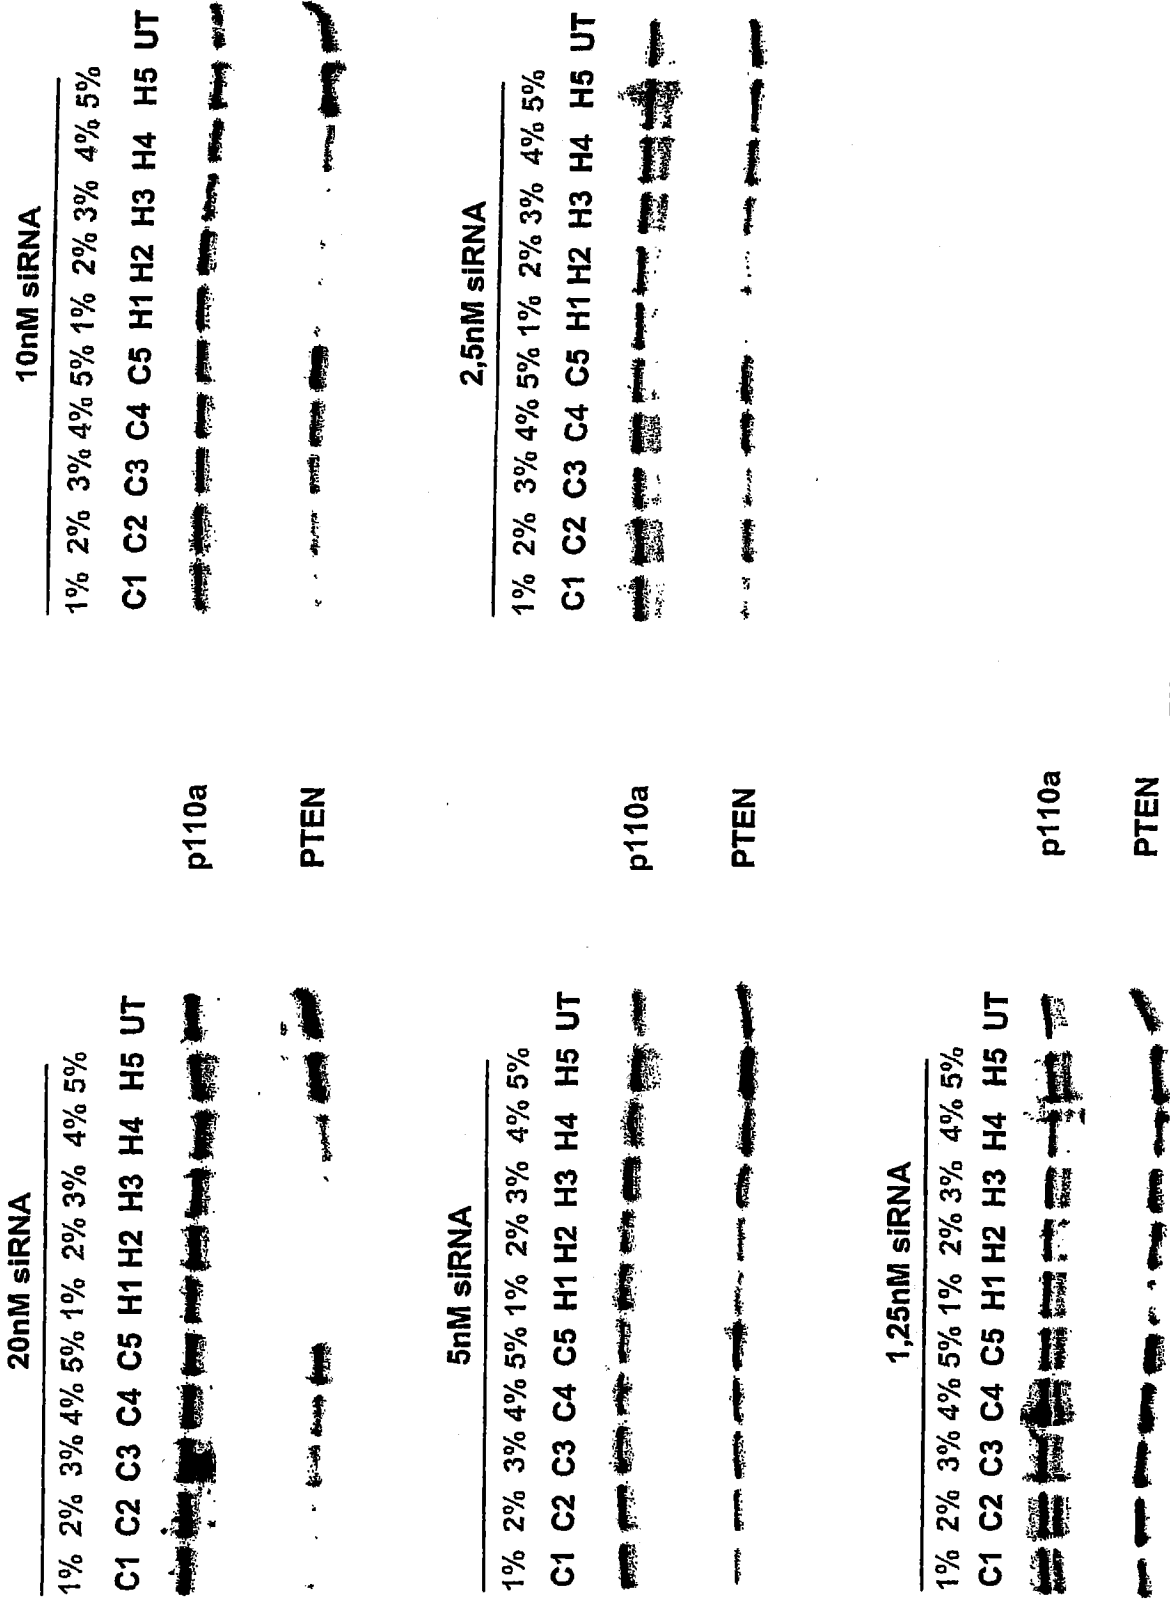 20nM siRNA
1% 2% 3% 4% 5% 1% 2% 3% 4% 5%
C1 C2 C3 C4 C5 H1 H2 H3 H4 H5 UT
p110a
PTEN
10nM siRNA
1% 2% 3% 4% 5% 1% 2% 3% 4% 5%
C1 C2 C3 C4 C5 H1 H2 H3 H4 H5 UT
5nM siRNA
1% 2% 3% 4% 5% 1% 2% 3% 4% 5%
C1 C2 C3 C4 C5 H1 H2 H3 H4 H5 UT
p110a
PTEN
2,5nM siRNA
1% 2% 3% 4% 5% 1% 2% 3% 4% 5%
C1 C2 C3 C4 C5 H1 H2 H3 H4 H5 UT
1,25nM siRNA
1% 2% 3% 4% 5% 1% 2% 3% 4% 5%
C1 C2 C3 C4 C5 H1 H2 H3 H4 H5 UT
p110a
PTEN